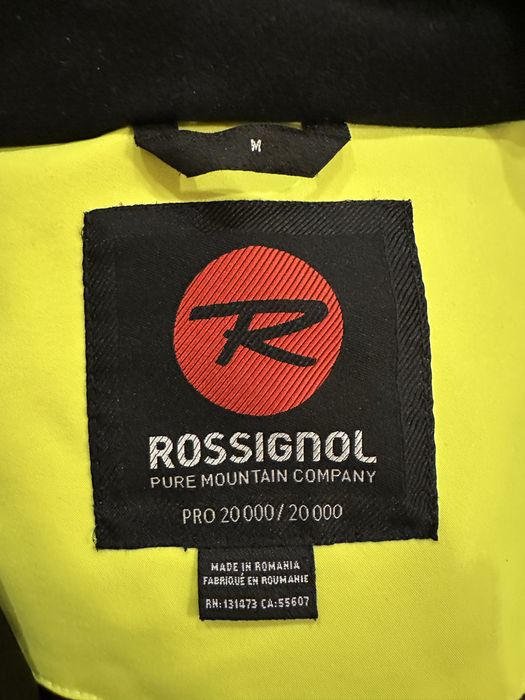 M
R
ROSSIGNOL
PURE MOUNTAIN COMPANY
PRO 20 000 / 20 000
MADE IN ROMANIA
FABRIQUÉ EN ROUMANIE
RN: 131473 CA: 55607